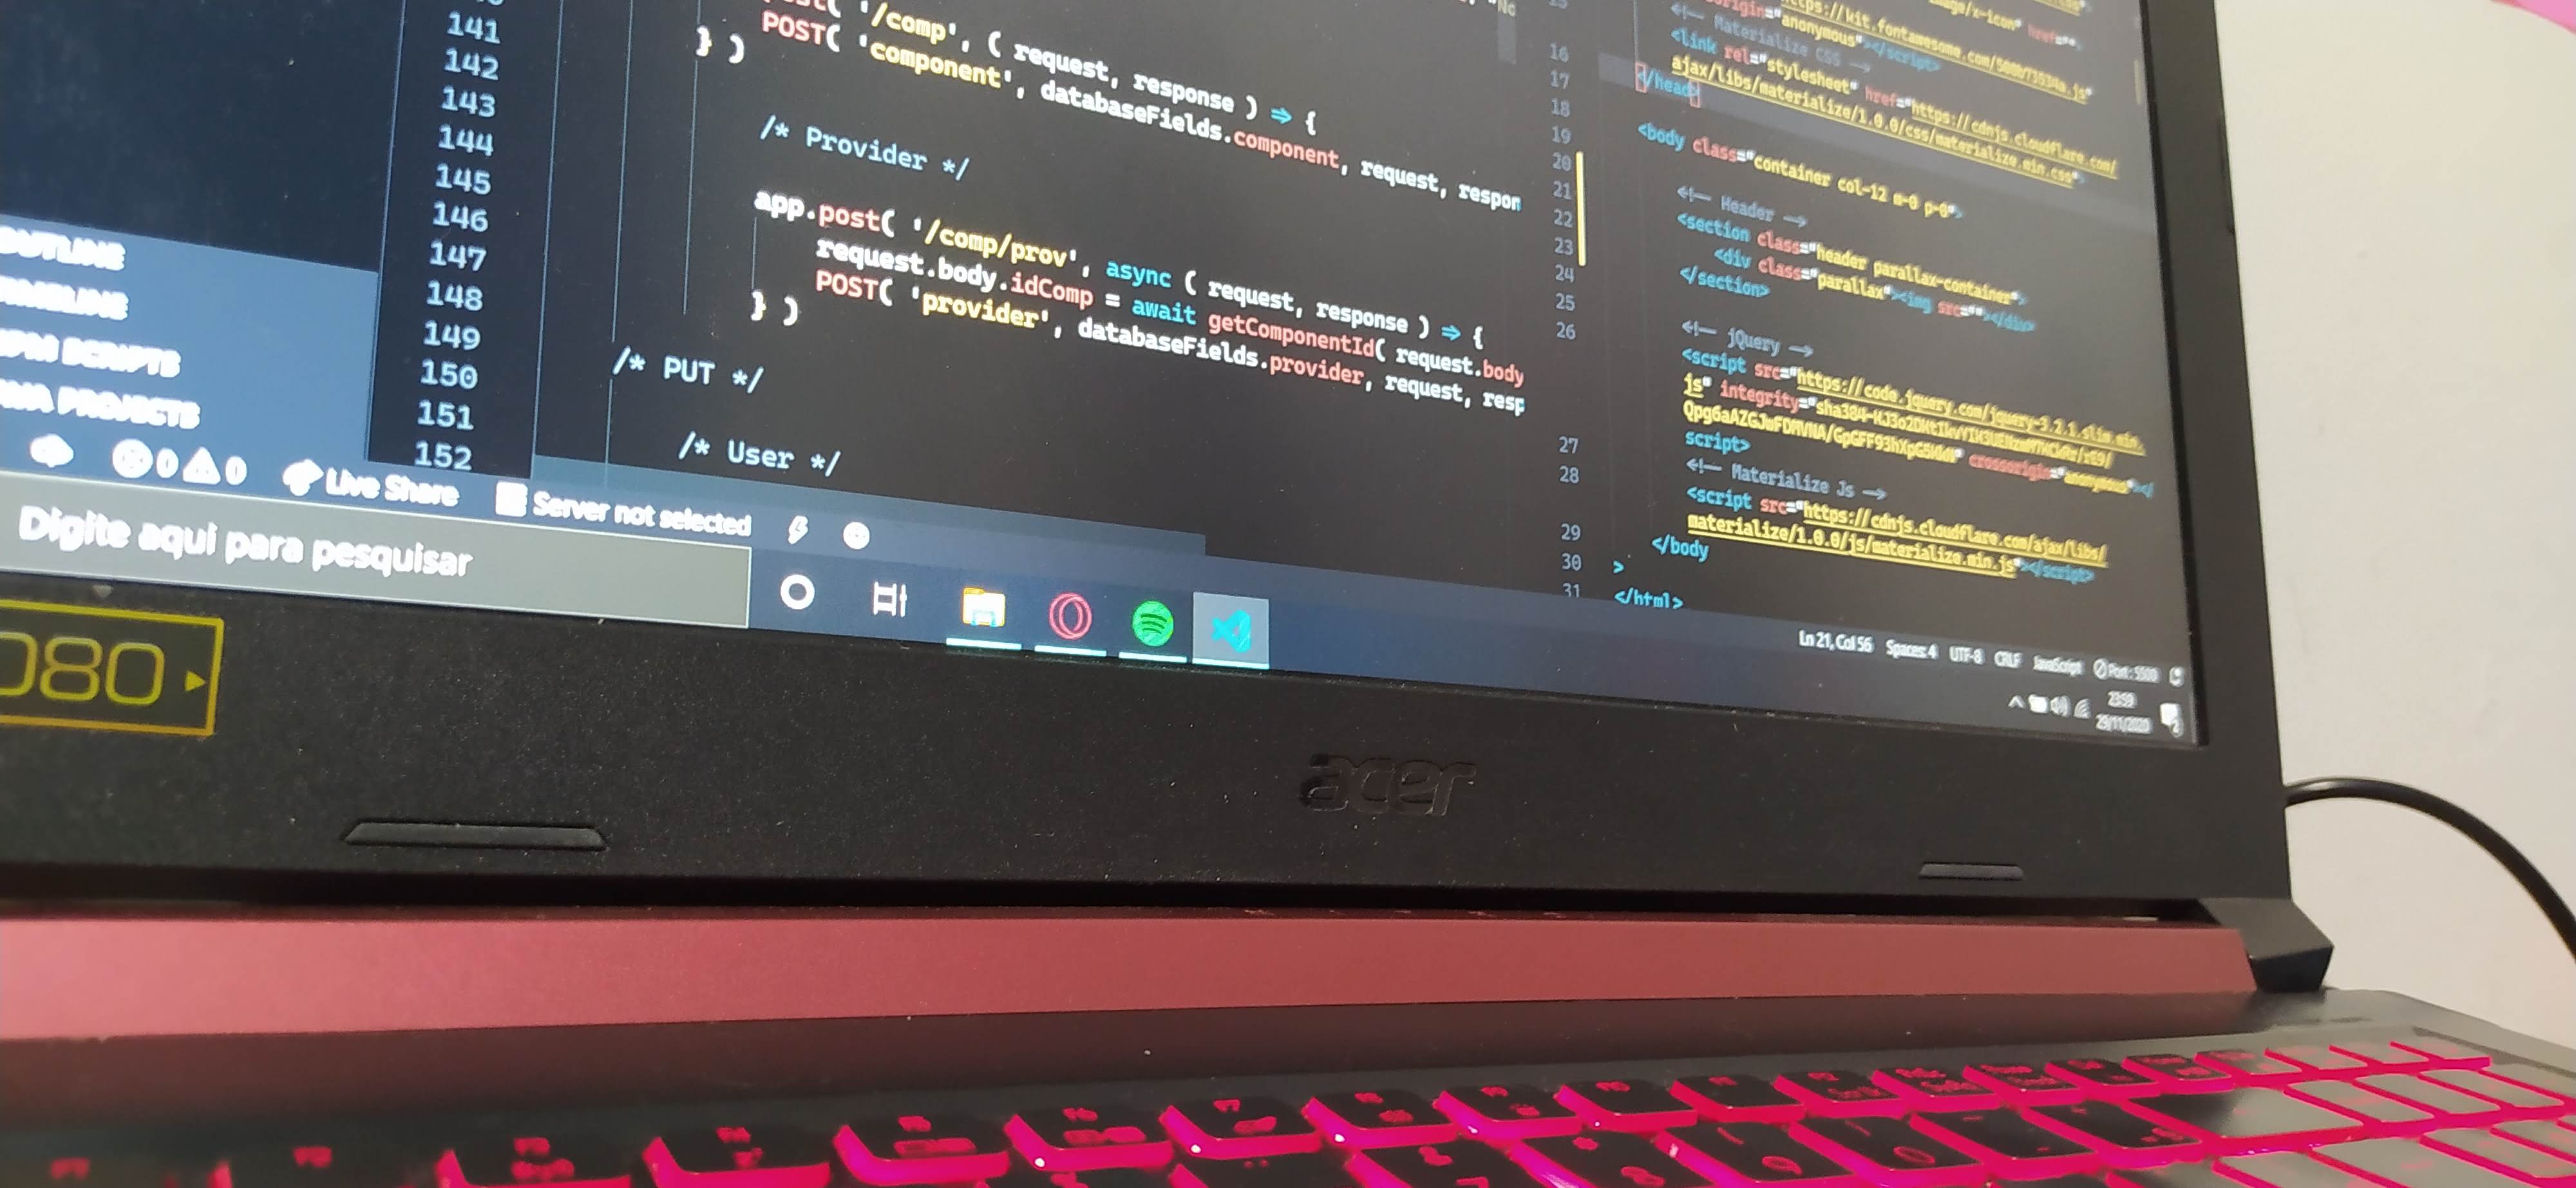 141
142
143
144
145
146
147
148
149
150
151
152
'/comp', ( request, response ) ⇒ {
POST( 'component', databaseFields.component, request, respon
} )
/* Provider */
app.post( '/comp/prov', async ( request, response ) ⇒ {
request.body.idComp = await getComponentId( request.body
POST( 'provider', databaseFields.provider, request, resp
} )
/* PUT */
/* User */
16
17
18
19
20
21
22
23
24
25
26
27
28
29
30
31
https://kit.fontawesome.com/
"anonymous"></script>
<!— Materialize CSS —>
<link rel="stylesheet" href="https://cdnjs.cloudflare.com/
ajax/libs/materialize/1.0.0/css/materialize.min.css">
</head>
<body class="container col-12 m-0 p-0">
<!— Header —>
<section class="header parallax-container">
<div class="parallax"><img src=""></div>
</section>
<!— jQuery —>
<script src="https://code.jquery.com/jquery-3.2.1.slim.min.
js" integrity=
crossorigin="anonymous"></
script>
<!— Materialize Js —>
<script src="https://cdnjs.cloudflare.com/ajax/libs/
materialize/1.0.0/js/materialize.min.js"></script>
</body
>
</html>
OUTLINE
TIMELINE
NPM SCRIPTS
PROJECTS
0 0 Live Share Server not selected
Ln 21, Col 56 Spaces: 4 UTF-8 CRLF JavaScript Port : 5500
Digite aqui para pesquisar
23:59
29/11/2020
2
080
acer